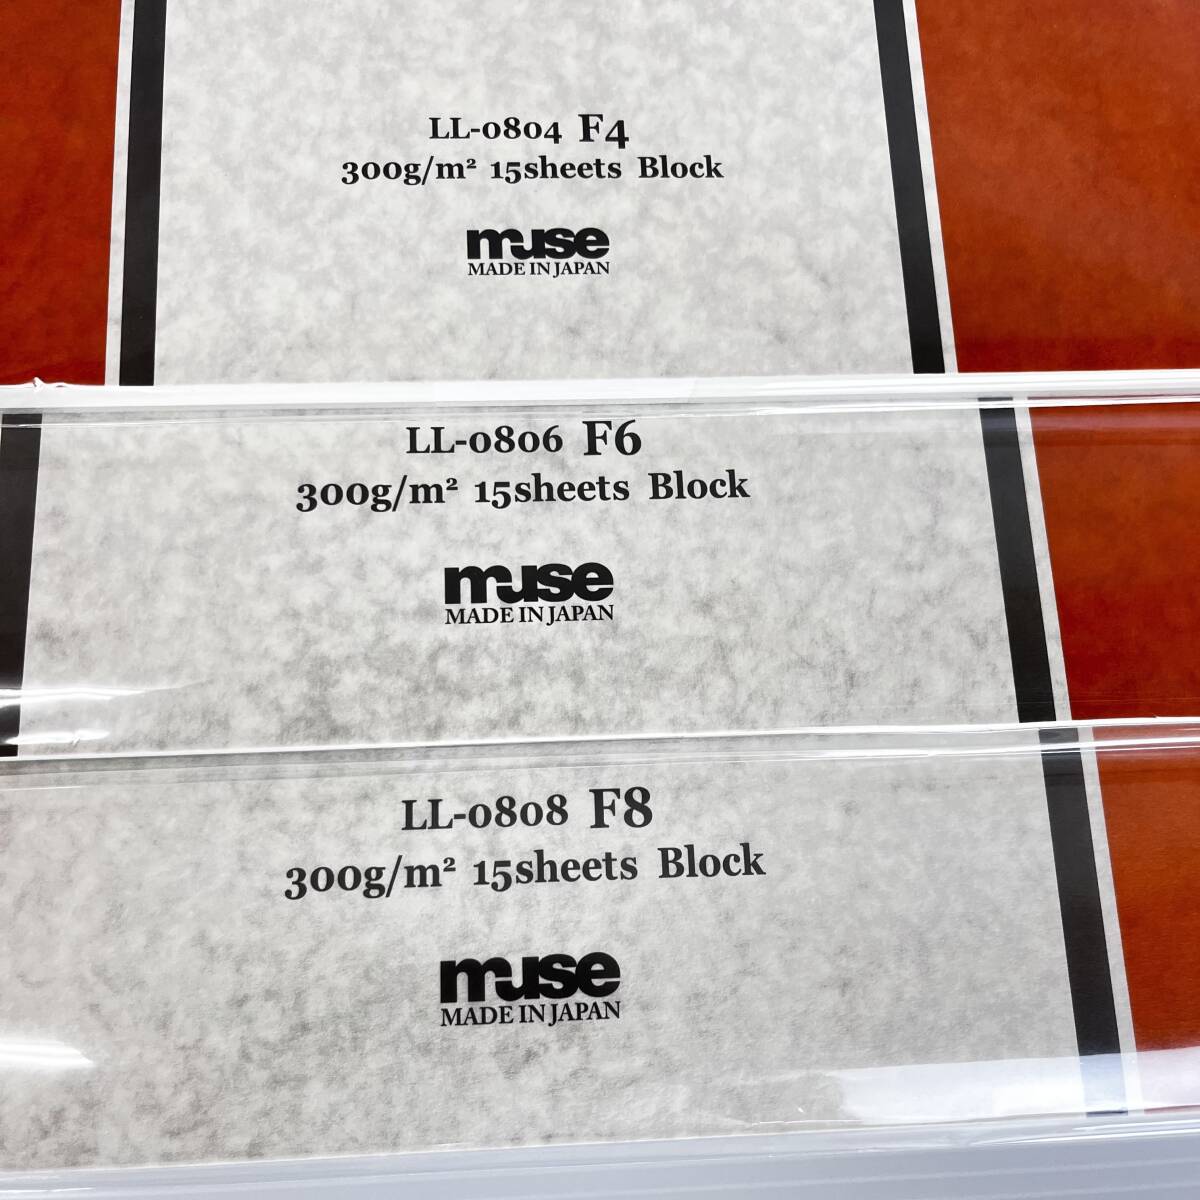 LL-0804 F4
300g/m² 15sheets Block
muse
MADE IN JAPAN
LL-0806 F6
300g/m² 15sheets Block
muse
MADE IN JAPAN
LL-0808 F8
300g/m² 15sheets Block
muse
MADE IN JAPAN